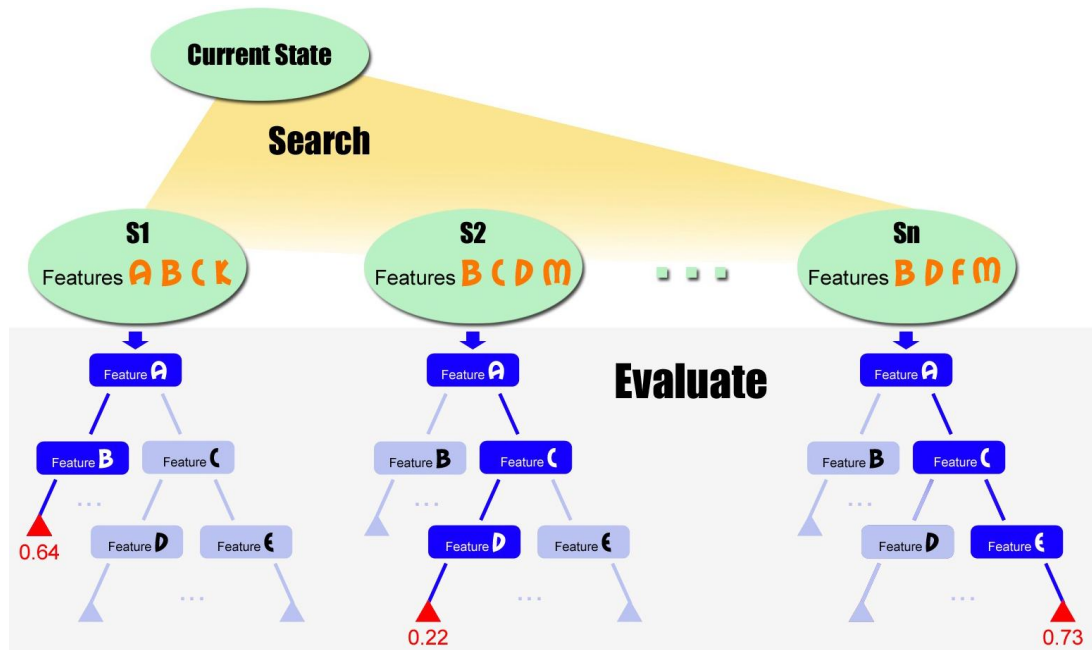 Current State
Search
S1
Features A B C K
S2
Features B C D M
Sn
Features B D F M
Evaluate
Feature A
Feature A
Feature A
Feature B
Feature C
Feature B
Feature C
Feature B
Feature C
...
...
...
0.64
Feature D
Feature E
Feature D
Feature E
Feature D
Feature E
...
...
...
0.22
0.73